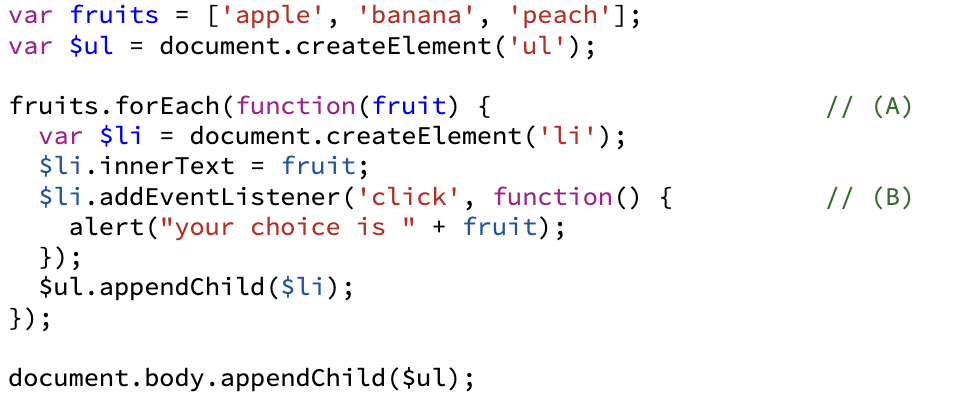 var fruits = ['apple', 'banana', 'peach'];
var $ul = document.createElement('ul');

fruits.forEach(function(fruit) {                      // (A)
  var $li = document.createElement('li');
  $li.innerText = fruit;
  $li.addEventListener('click', function() {          // (B)
    alert("your choice is " + fruit);
  });
  $ul.appendChild($li);
});

document.body.appendChild($ul);